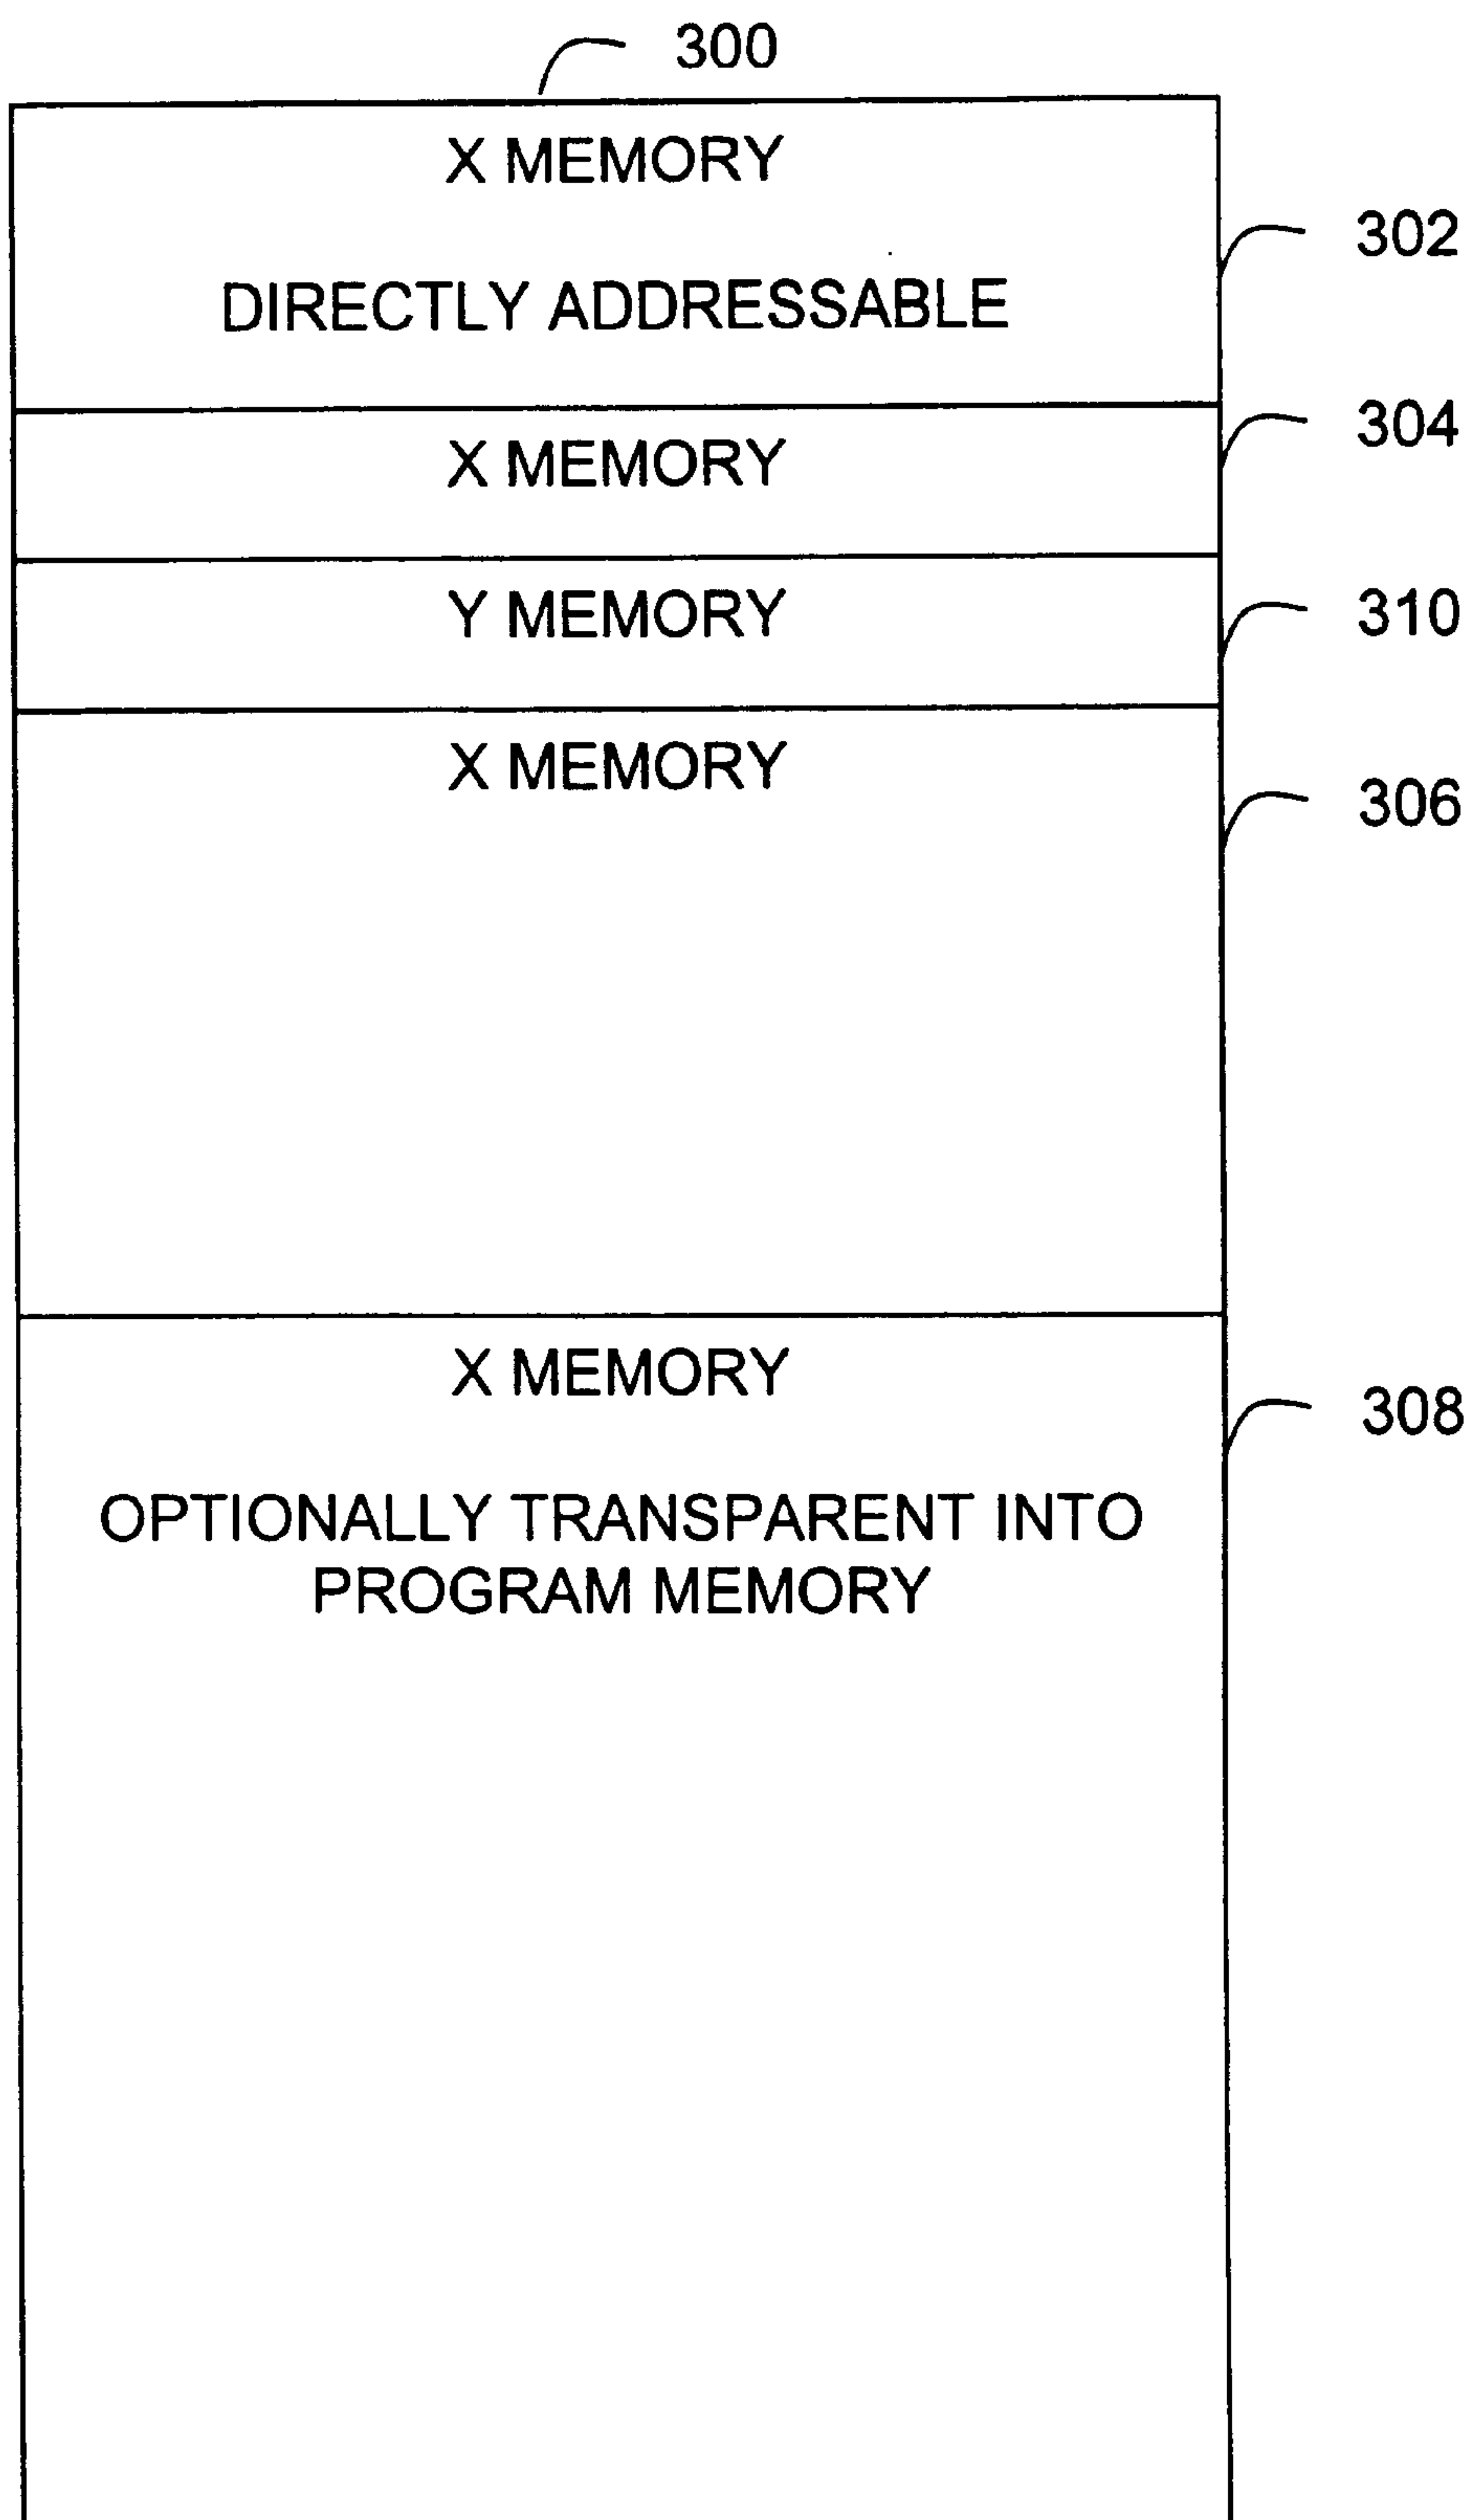 300
X MEMORY
302
DIRECTLY ADDRESSABLE
304
X MEMORY
Y MEMORY
310
X MEMORY
306
X MEMORY
308
OPTIONALLY TRANSPARENT INTO
PROGRAM MEMORY